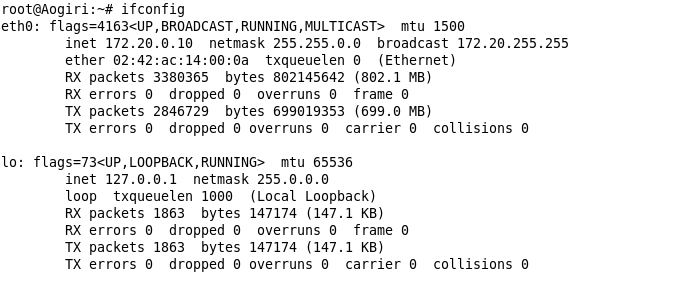 root@Aogiri:~# ifconfig
eth0: flags=4163<UP,BROADCAST,RUNNING,MULTICAST>  mtu 1500
        inet 172.20.0.10  netmask 255.255.0.0  broadcast 172.20.255.255
        ether 02:42:ac:14:00:0a  txqueuelen 0  (Ethernet)
        RX packets 3380365  bytes 802145642 (802.1 MB)
        RX errors 0  dropped 0  overruns 0  frame 0
        TX packets 2846729  bytes 699019353 (699.0 MB)
        TX errors 0  dropped 0 overruns 0  carrier 0  collisions 0

lo: flags=73<UP,LOOPBACK,RUNNING>  mtu 65536
        inet 127.0.0.1  netmask 255.0.0.0
        loop  txqueuelen 1000  (Local Loopback)
        RX packets 1863  bytes 147174 (147.1 KB)
        RX errors 0  dropped 0  overruns 0  frame 0
        TX packets 1863  bytes 147174 (147.1 KB)
        TX errors 0  dropped 0 overruns 0  carrier 0  collisions 0